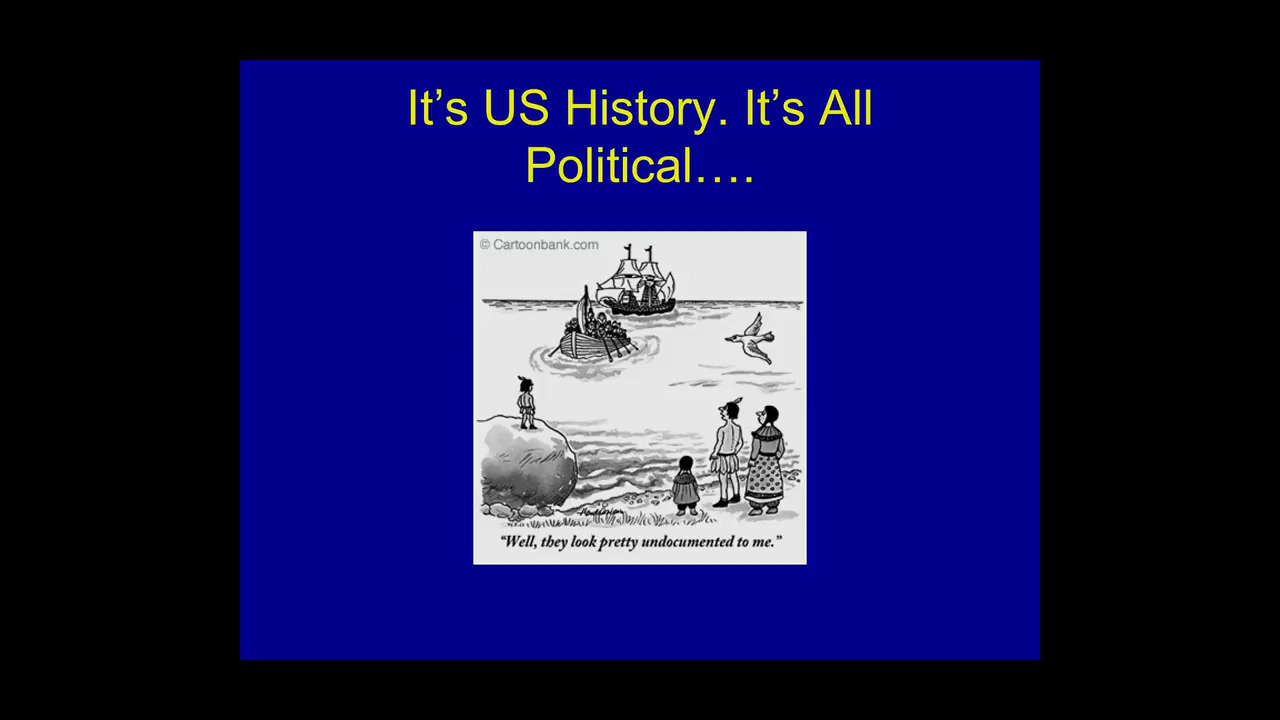 It’s US History. It’s All
Political….
© Cartoonbank.com
“Well, they look pretty undocumented to me.”